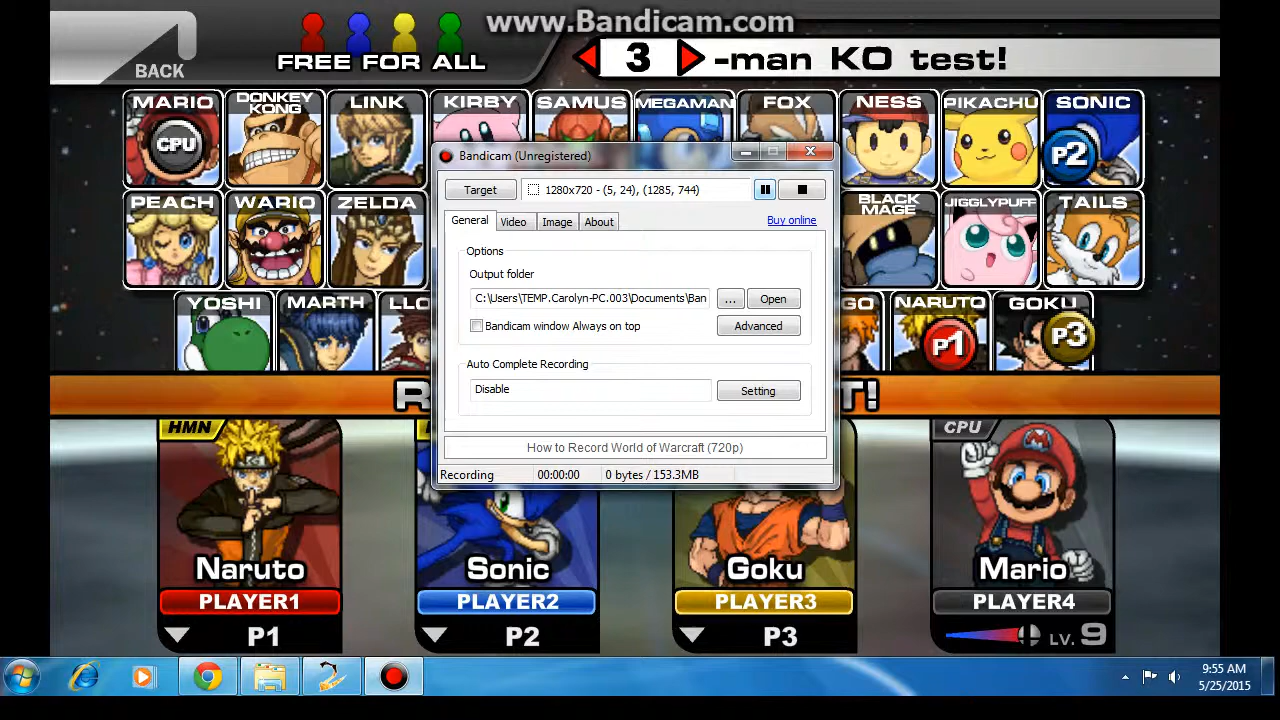 www.Bandicam.com
BACK
FREE FOR ALL
3 -man KO test!
MARIO DONKEY KONG LINK KIRBY SAMUS MEGAMAN FOX NESS PIKACHU SONIC
CPU
P2
Bandicam (Unregistered)
Target 1280x720 - (5, 24), (1285, 744)
General Video Image About Buy online
PEACH WARIO ZELDA BLACK MAGE JIGGLYPUFF TAILS
Options
Output folder
C:\Users\TEMP.Carolyn-PC.003\Documents\Ban ... Open
Bandicam window Always on top Advanced
YOSHI MARTH NARUTO GOKU
P1
P3
Auto Complete Recording
Disable Setting
How to Record World of Warcraft (720p)
Recording 00:00:00 0 bytes / 153.3MB
HMN
CPU
Naruto Sonic Goku Mario
PLAYER1 PLAYER2 PLAYER3 PLAYER4
P1 P2 P3 LV. 9
9:55 AM
5/25/2015